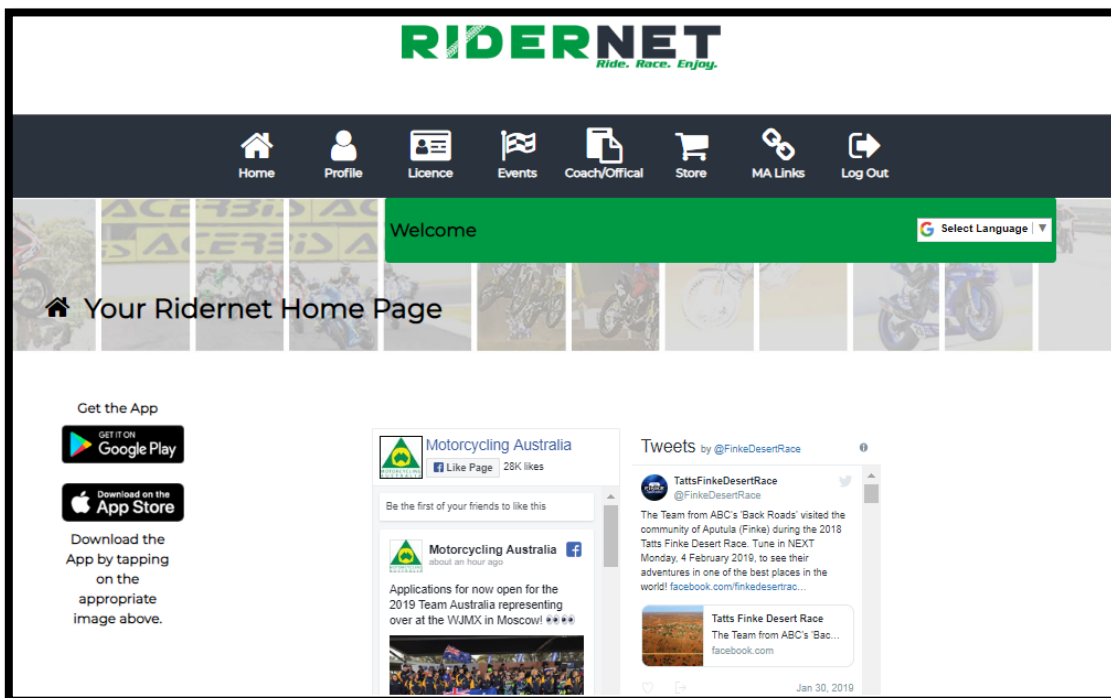 RIDERNET
Ride. Race. Enjoy.
Home
Profile
Licence
Events
Coach/Offical
Store
MA Links
Log Out
ACERBIS AC
ACERBIS A
Welcome
G Select Language ▼
Your Ridernet Home Page
Get the App
GET IT ON
Google Play
Download on the
App Store
Download the
App by tapping
on the
appropriate
image above.
Motorcycling Australia
Like Page 28K likes
MOTORCYCLING
AUSTRALIA
Be the first of your friends to like this
Motorcycling Australia
about an hour ago
Applications for now open for the
2019 Team Australia representing
over at the WJMX in Moscow! 👀👀
Tweets by @FinkeDesertRace
TattsFinkeDesertRace
@FinkeDesertRace
The Team from ABC's 'Back Roads' visited the
community of Aputula (Finke) during the 2018
Tatts Finke Desert Race. Tune in NEXT
Monday, 4 February 2019, to see their
adventures in one of the best places in the
world! facebook.com/finkedesertrac...
Tatts Finke Desert Race
The Team from ABC's 'Bac...
facebook.com
Jan 30, 2019